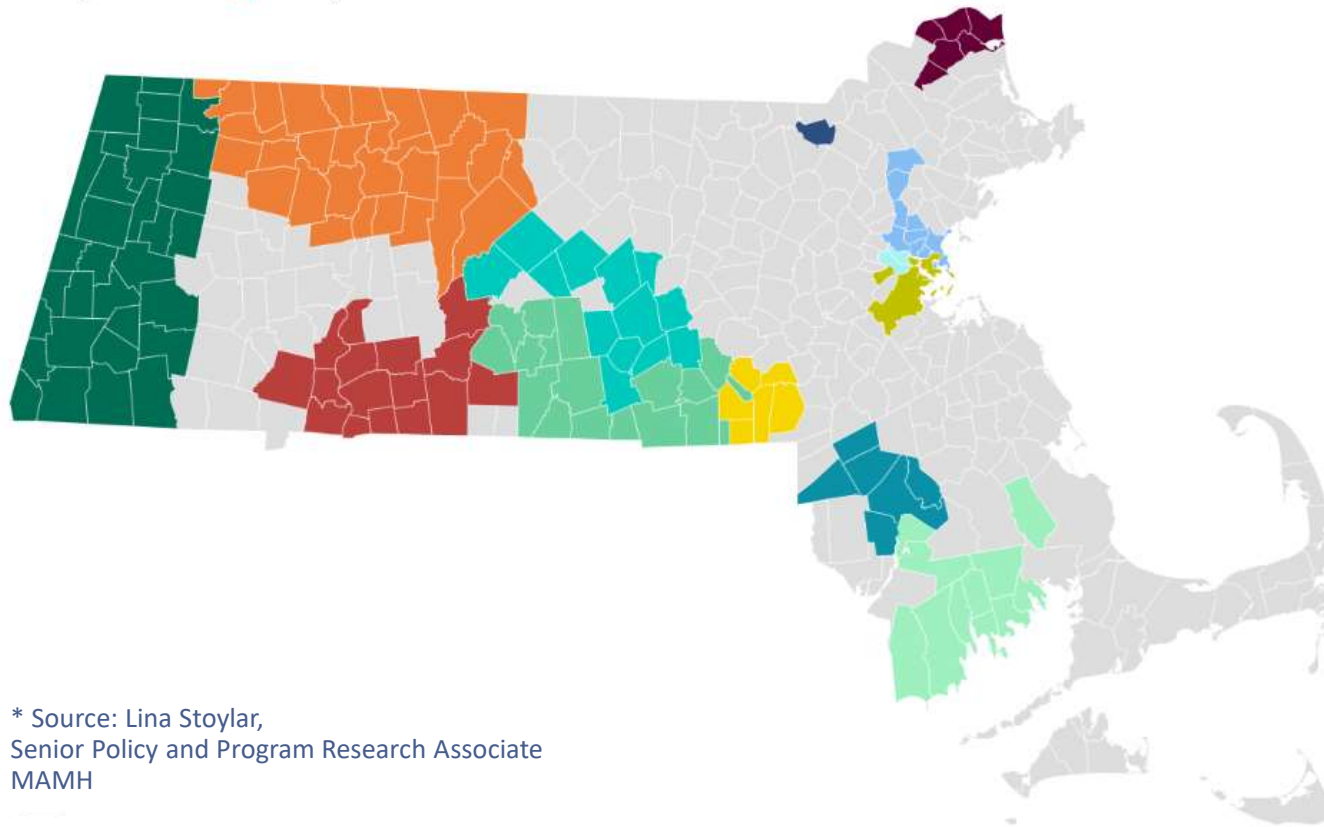 * Source: Lina Stoylar,
Senior Policy and Program Research Associate
MAMH